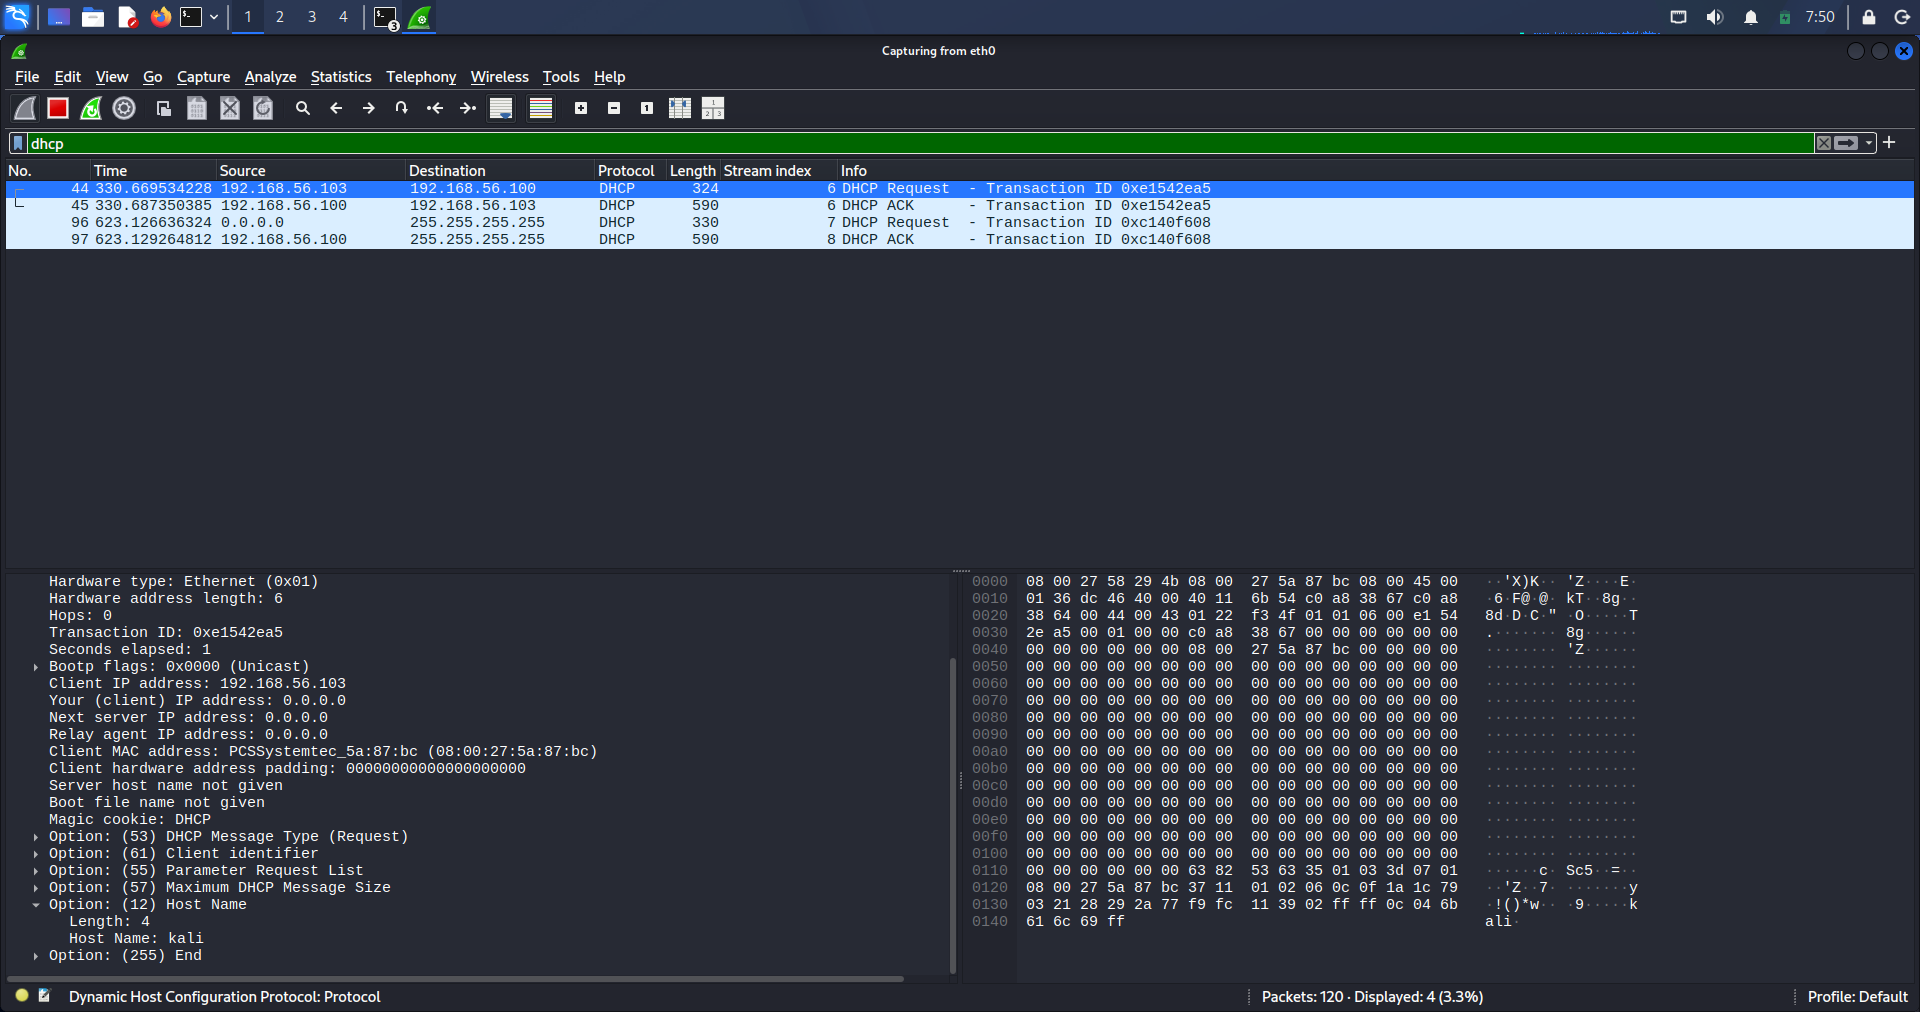 1 2 3 4 3 7:50
Capturing from eth0
File Edit View Go Capture Analyze Statistics Telephony Wireless Tools Help
dhcp
No. Time Source Destination Protocol Length Stream index Info
44 330.669534228 192.168.56.103 192.168.56.100 DHCP 324 6 DHCP Request - Transaction ID 0xe1542ea5
45 330.687350385 192.168.56.100 192.168.56.103 DHCP 590 6 DHCP ACK - Transaction ID 0xe1542ea5
96 623.126636324 0.0.0.0 255.255.255.255 DHCP 330 7 DHCP Request - Transaction ID 0xc140f608
97 623.129264812 192.168.56.100 255.255.255.255 DHCP 590 8 DHCP ACK - Transaction ID 0xc140f608
Hardware type: Ethernet (0x01)
Hardware address length: 6
Hops: 0
Transaction ID: 0xe1542ea5
Seconds elapsed: 1
Bootp flags: 0x0000 (Unicast)
Client IP address: 192.168.56.103
Your (client) IP address: 0.0.0.0
Next server IP address: 0.0.0.0
Relay agent IP address: 0.0.0.0
Client MAC address: PCSSystemtec_5a:87:bc (08:00:27:5a:87:bc)
Client hardware address padding: 00000000000000000000
Server host name not given
Boot file name not given
Magic cookie: DHCP
Option: (53) DHCP Message Type (Request)
Option: (61) Client identifier
Option: (55) Parameter Request List
Option: (57) Maximum DHCP Message Size
Option: (12) Host Name
Length: 4
Host Name: kali
Option: (255) End
0000 08 00 27 58 29 4b 08 00 27 5a 87 bc 08 00 45 00 ··'X)K·· 'Z····E·
0010 01 36 dc 46 40 00 40 11 6b 54 c0 a8 38 67 c0 a8 ·6·F@·@· kT··8g··
0020 38 64 00 44 00 43 01 22 f3 4f 01 01 06 00 e1 54 8d·D·C·" ·O·····T
0030 2e a5 00 01 00 00 c0 a8 38 67 00 00 00 00 00 00 .······· 8g······
0040 00 00 00 00 00 00 08 00 27 5a 87 bc 00 00 00 00 ········ 'Z······
0050 00 00 00 00 00 00 00 00 00 00 00 00 00 00 00 00 ········ ········
0060 00 00 00 00 00 00 00 00 00 00 00 00 00 00 00 00 ········ ········
0070 00 00 00 00 00 00 00 00 00 00 00 00 00 00 00 00 ········ ········
0080 00 00 00 00 00 00 00 00 00 00 00 00 00 00 00 00 ········ ········
0090 00 00 00 00 00 00 00 00 00 00 00 00 00 00 00 00 ········ ········
00a0 00 00 00 00 00 00 00 00 00 00 00 00 00 00 00 00 ········ ········
00b0 00 00 00 00 00 00 00 00 00 00 00 00 00 00 00 00 ········ ········
00c0 00 00 00 00 00 00 00 00 00 00 00 00 00 00 00 00 ········ ········
00d0 00 00 00 00 00 00 00 00 00 00 00 00 00 00 00 00 ········ ········
00e0 00 00 00 00 00 00 00 00 00 00 00 00 00 00 00 00 ········ ········
00f0 00 00 00 00 00 00 00 00 00 00 00 00 00 00 00 00 ········ ········
0100 00 00 00 00 00 00 00 00 00 00 00 00 00 00 00 00 ········ ········
0110 00 00 00 00 00 00 63 82 53 63 35 01 03 3d 07 01 ······c· Sc5··=··
0120 08 00 27 5a 87 bc 37 11 01 02 06 0c 0f 1a 1c 79 ··'Z··7· ·······y
0130 03 21 28 29 2a 77 f9 fc 11 39 02 ff ff 0c 04 6b ·!()*w·· ·9·····k
0140 61 6c 69 ff ali·
Dynamic Host Configuration Protocol: Protocol Packets: 120 · Displayed: 4 (3.3%) Profile: Default